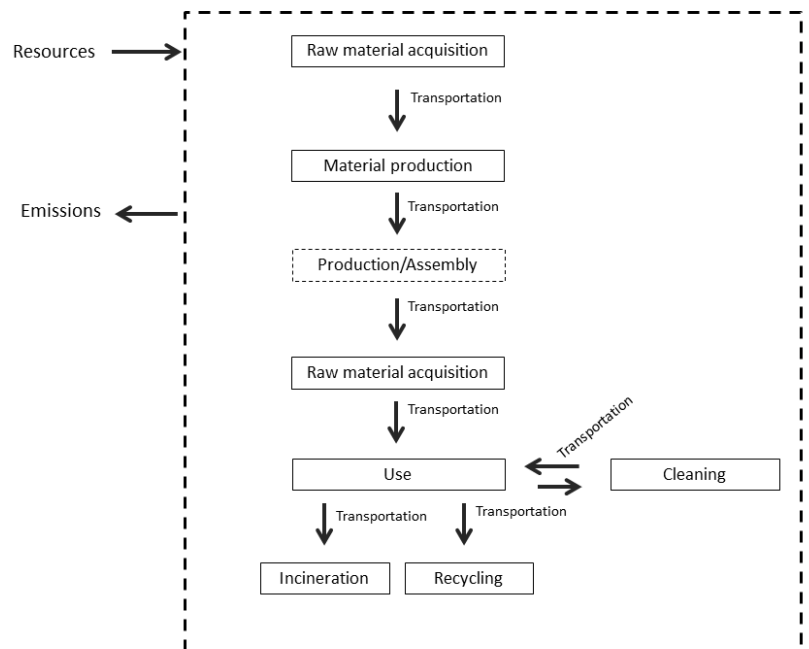 Resources
Raw material acquisition
Transportation
Material production
Transportation
Emissions
Production/Assembly
Transportation
Raw material acquisition
Transportation
Transportation
Use
Cleaning
Transportation
Transportation
Incineration
Recycling